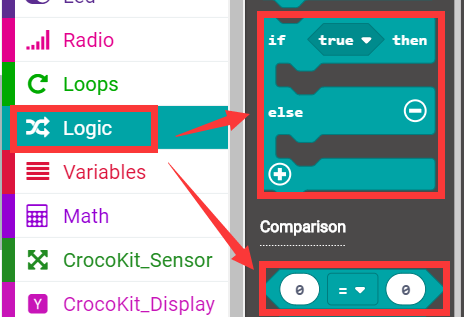 Led
Radio
Loops
Logic
Variables
Math
CrocoKit_Sensor
Y CrocoKit_Display
if true then
else
Comparison
0 = 0